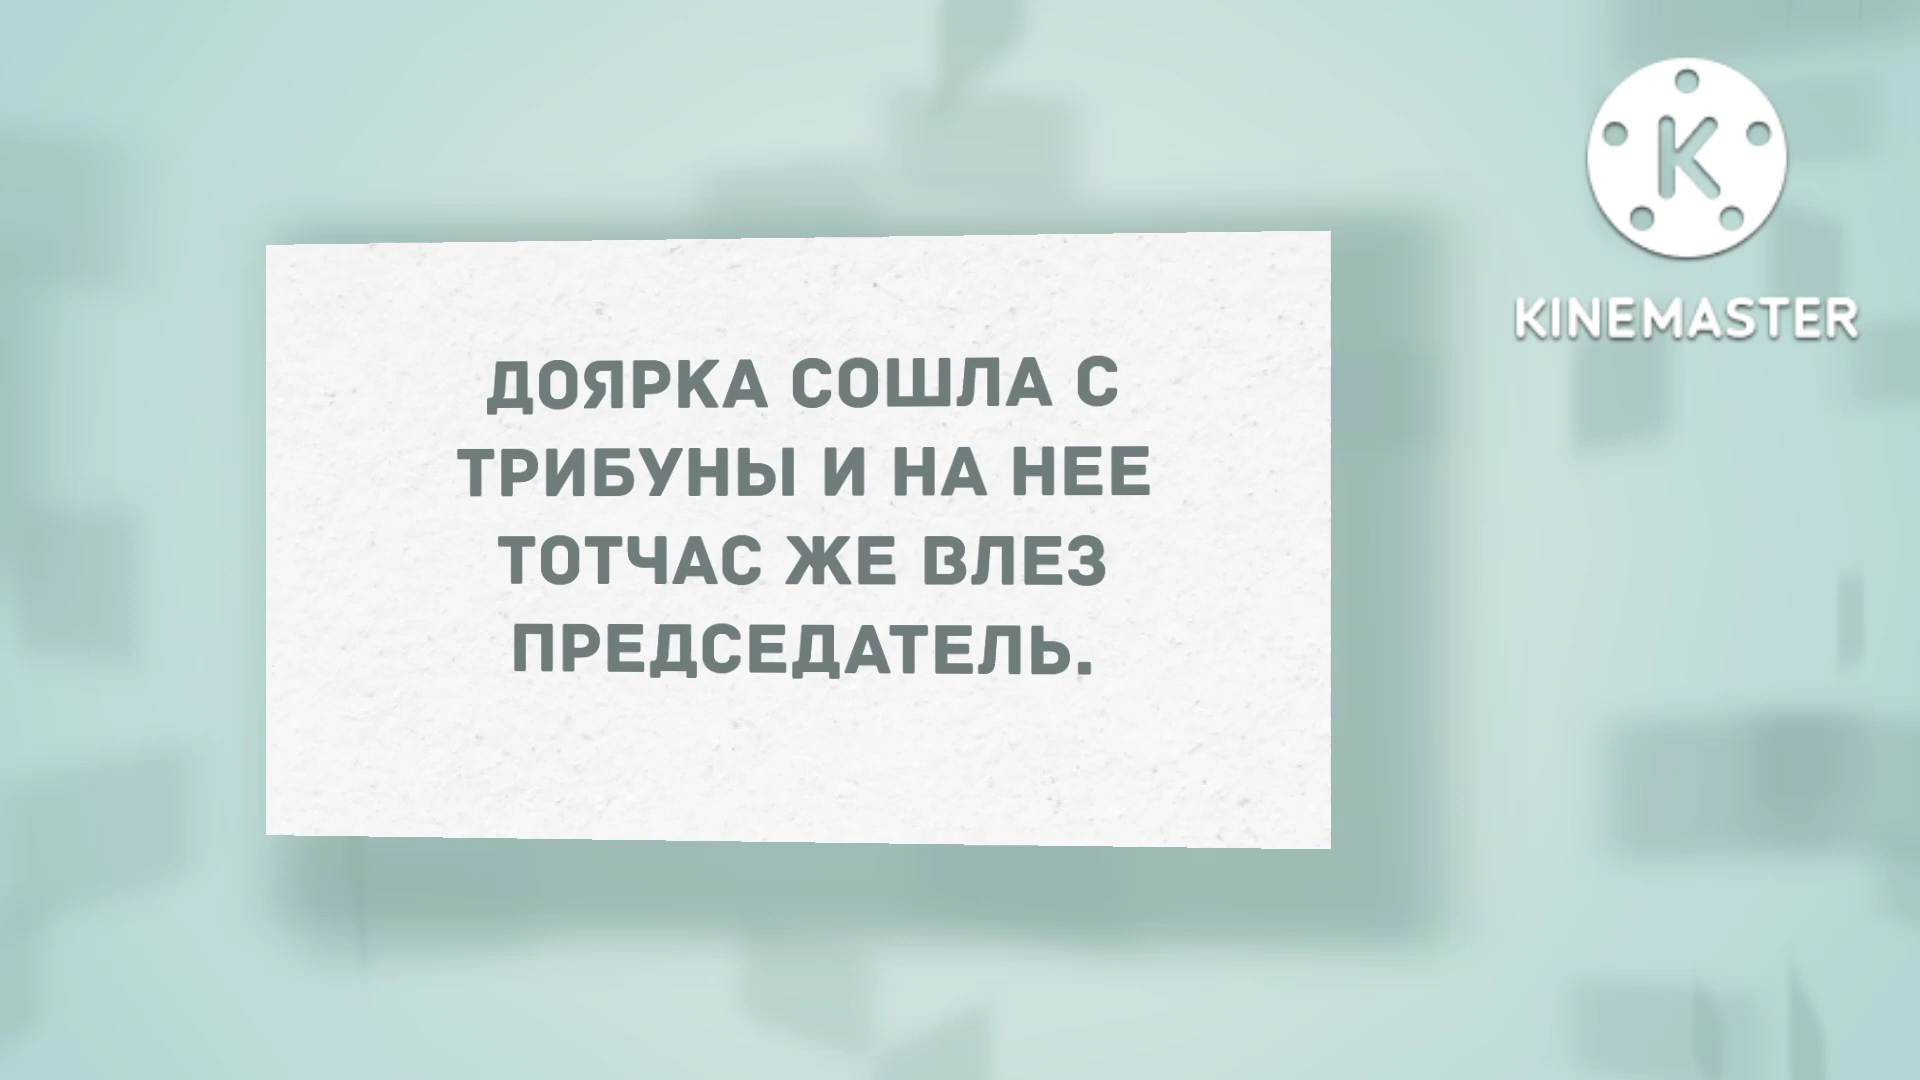 ДОЯРКА СОШЛА С
ТРИБУНЫ И НА НЕЕ
ТОТЧАС ЖЕ ВЛЕЗ
ПРЕДСЕДАТЕЛЬ.
K
KINEMASTER